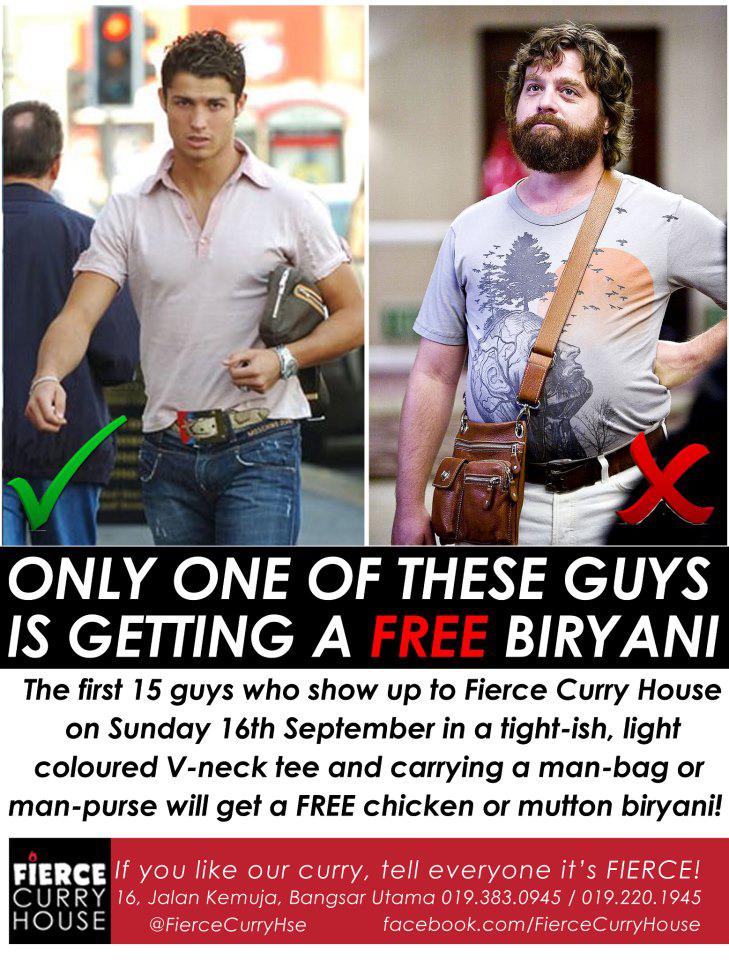 ONLY ONE OF THESE GUYS
IS GETTING A FREE BIRYANI
The first 15 guys who show up to Fierce Curry House
on Sunday 16th September in a tight-ish, light
coloured V-neck tee and carrying a man-bag or
man-purse will get a FREE chicken or mutton biryani!
FIERCE
CURRY
HOUSE
If you like our curry, tell everyone it's FIERCE!
16, Jalan Kemuja, Bangsar Utama 019.383.0945 / 019.220.1945
@FierceCurryHse facebook.com/FierceCurryHouse